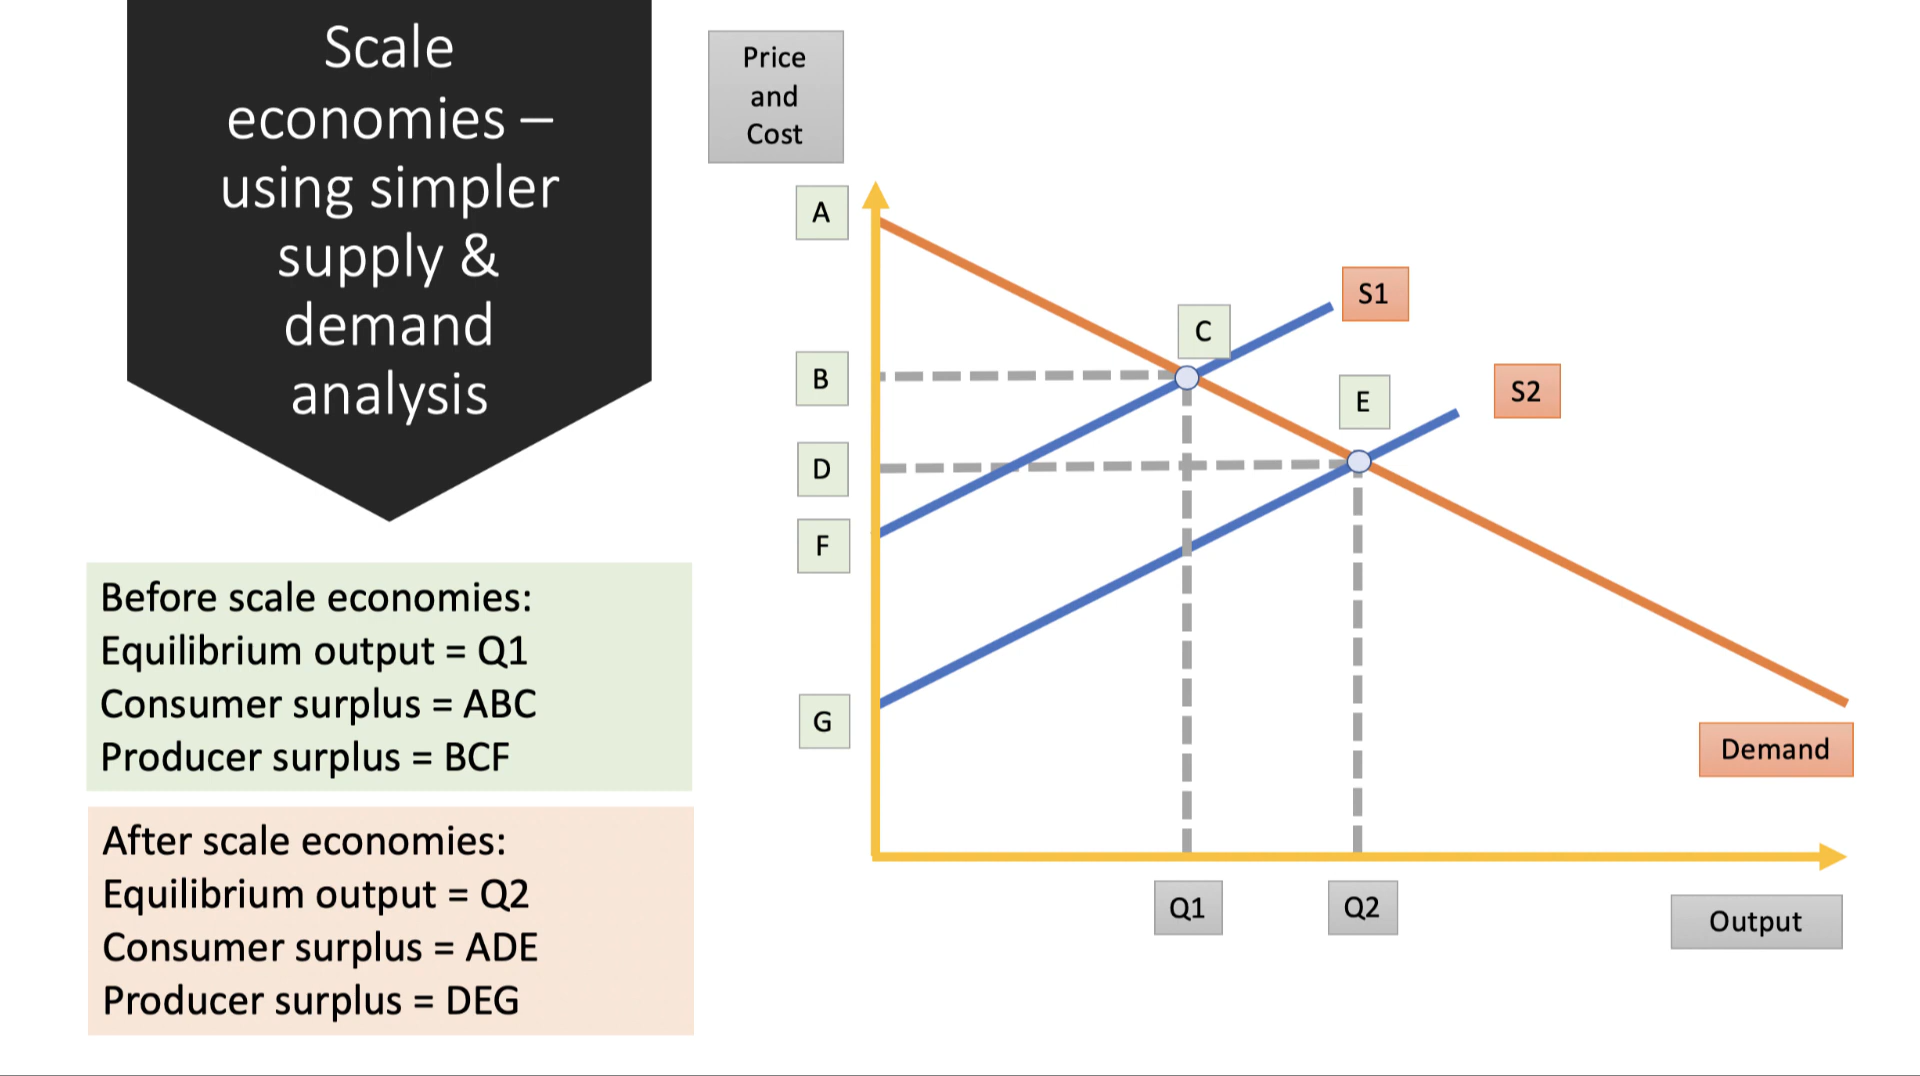 Scale
economies –
using simpler
supply &
demand
analysis
Before scale economies:
Equilibrium output = Q1
Consumer surplus = ABC
Producer surplus = BCF
After scale economies:
Equilibrium output = Q2
Consumer surplus = ADE
Producer surplus = DEG
Price
and
Cost
A
S1
C
B
S2
E
D
F
G
Demand
Q1
Q2
Output